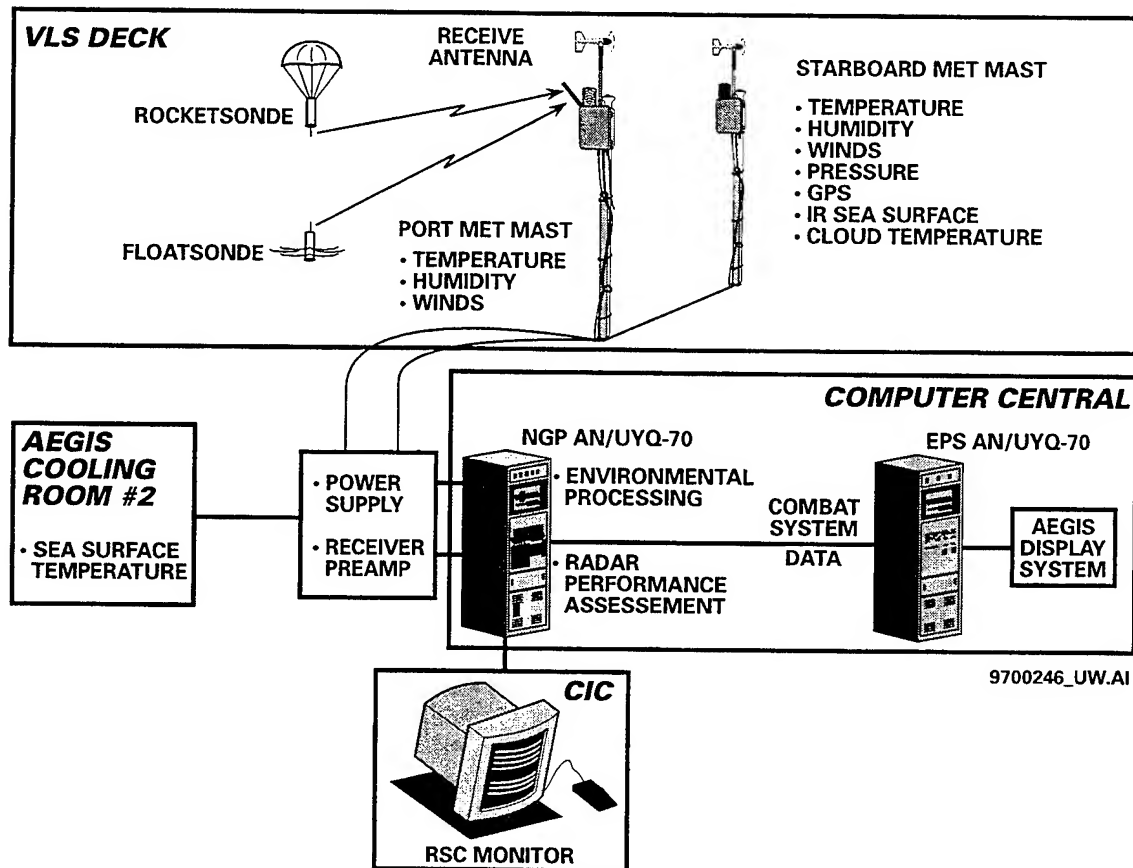 VLS DECK
RECEIVE
ANTENNA
ROCKETSONDE
FLOATSONDE
PORT MET MAST
• TEMPERATURE
• HUMIDITY
• WINDS
STARBOARD MET MAST
• TEMPERATURE
• HUMIDITY
• WINDS
• PRESSURE
• GPS
• IR SEA SURFACE
• CLOUD TEMPERATURE
AEGIS
COOLING
ROOM #2
• SEA SURFACE
TEMPERATURE
• POWER
SUPPLY
• RECEIVER
PREAMP
COMPUTER CENTRAL
NGP AN/UYQ-70
• ENVIRONMENTAL
PROCESSING
• RADAR
PERFORMANCE
ASSESSEMENT
COMBAT
SYSTEM
DATA
EPS AN/UYQ-70
AEGIS
DISPLAY
SYSTEM
9700246_UW.AI
CIC
RSC MONITOR